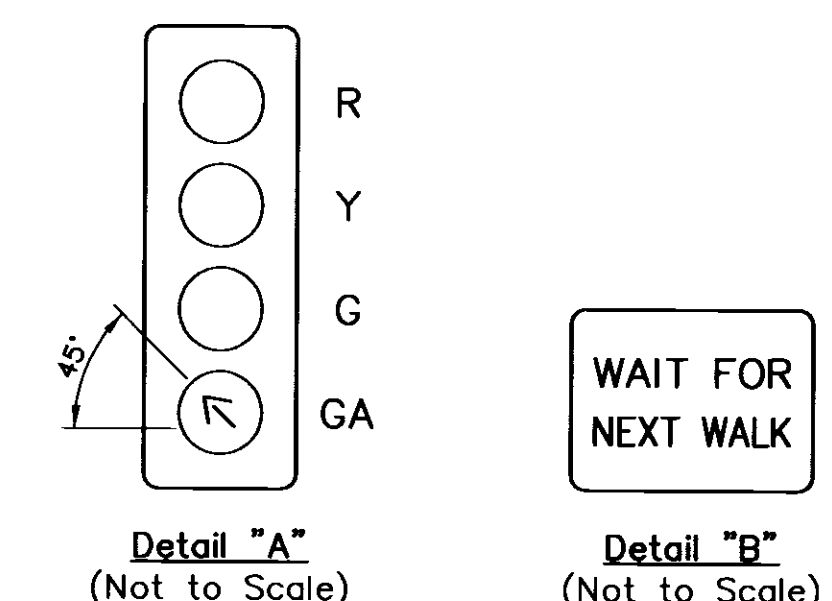 R
Y
G
45°
GA
Detail "A"
(Not to Scale)
WAIT FOR
NEXT WALK
Detail "B"
(Not to Scale)